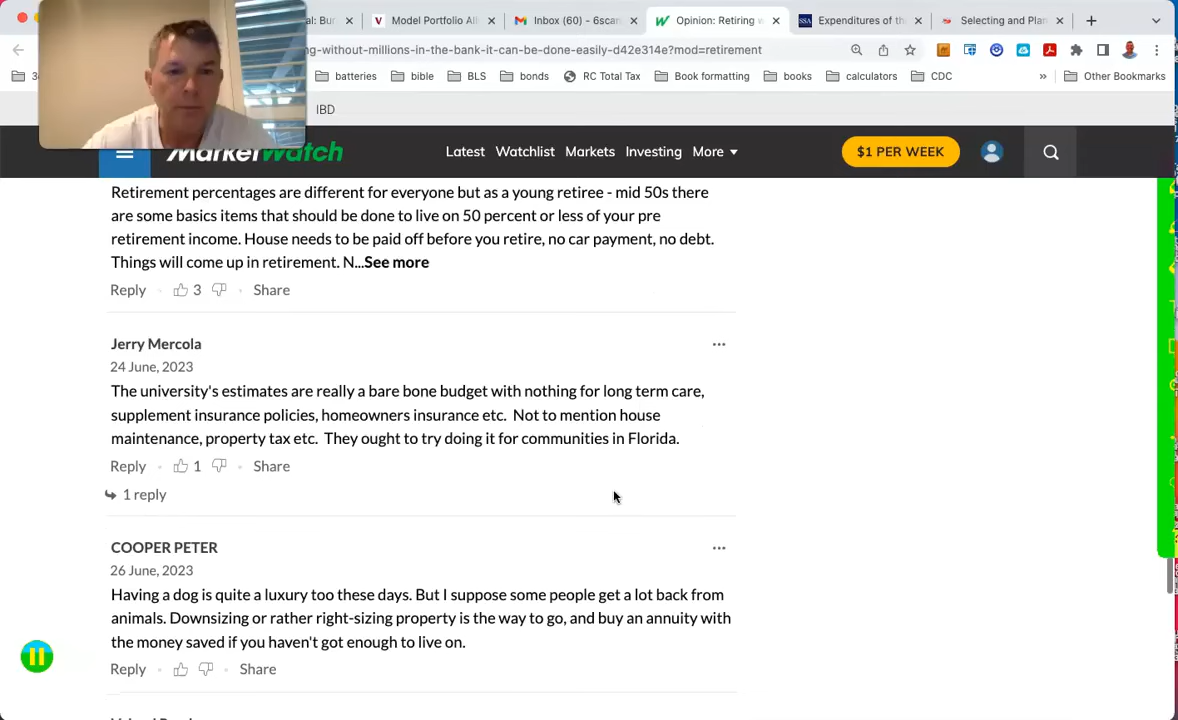 al: Bur
Model Portfolio All
Inbox (60) - 6scan
Opinion: Retiring w
Expenditures of th
Selecting and Plan
ng-without-millions-in-the-bank-it-can-be-done-easily-d42e314e?mod=retirement
batteries
bible
BLS
bonds
RC Total Tax
Book formatting
books
calculators
CDC
»
Other Bookmarks
IBD
MarketWatch
Latest
Watchlist
Markets
Investing
More
$1 PER WEEK
Retirement percentages are different for everyone but as a young retiree - mid 50s there
are some basics items that should be done to live on 50 percent or less of your pre
retirement income. House needs to be paid off before you retire, no car payment, no debt.
Things will come up in retirement. N...See more
Reply
3
Share
Jerry Mercola
24 June, 2023
The university's estimates are really a bare bone budget with nothing for long term care,
supplement insurance policies, homeowners insurance etc. Not to mention house
maintenance, property tax etc. They ought to try doing it for communities in Florida.
Reply
1
Share
1 reply
COOPER PETER
26 June, 2023
Having a dog is quite a luxury too these days. But I suppose some people get a lot back from
animals. Downsizing or rather right-sizing property is the way to go, and buy an annuity with
the money saved if you haven't got enough to live on.
Reply
Share